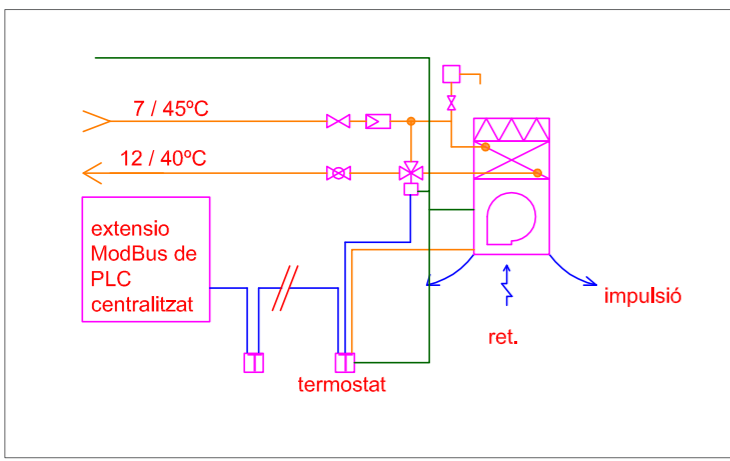 7 / 45ºC
12 / 40ºC
extensio
ModBus de
PLC
centralitzat
impulsió
ret.
termostat